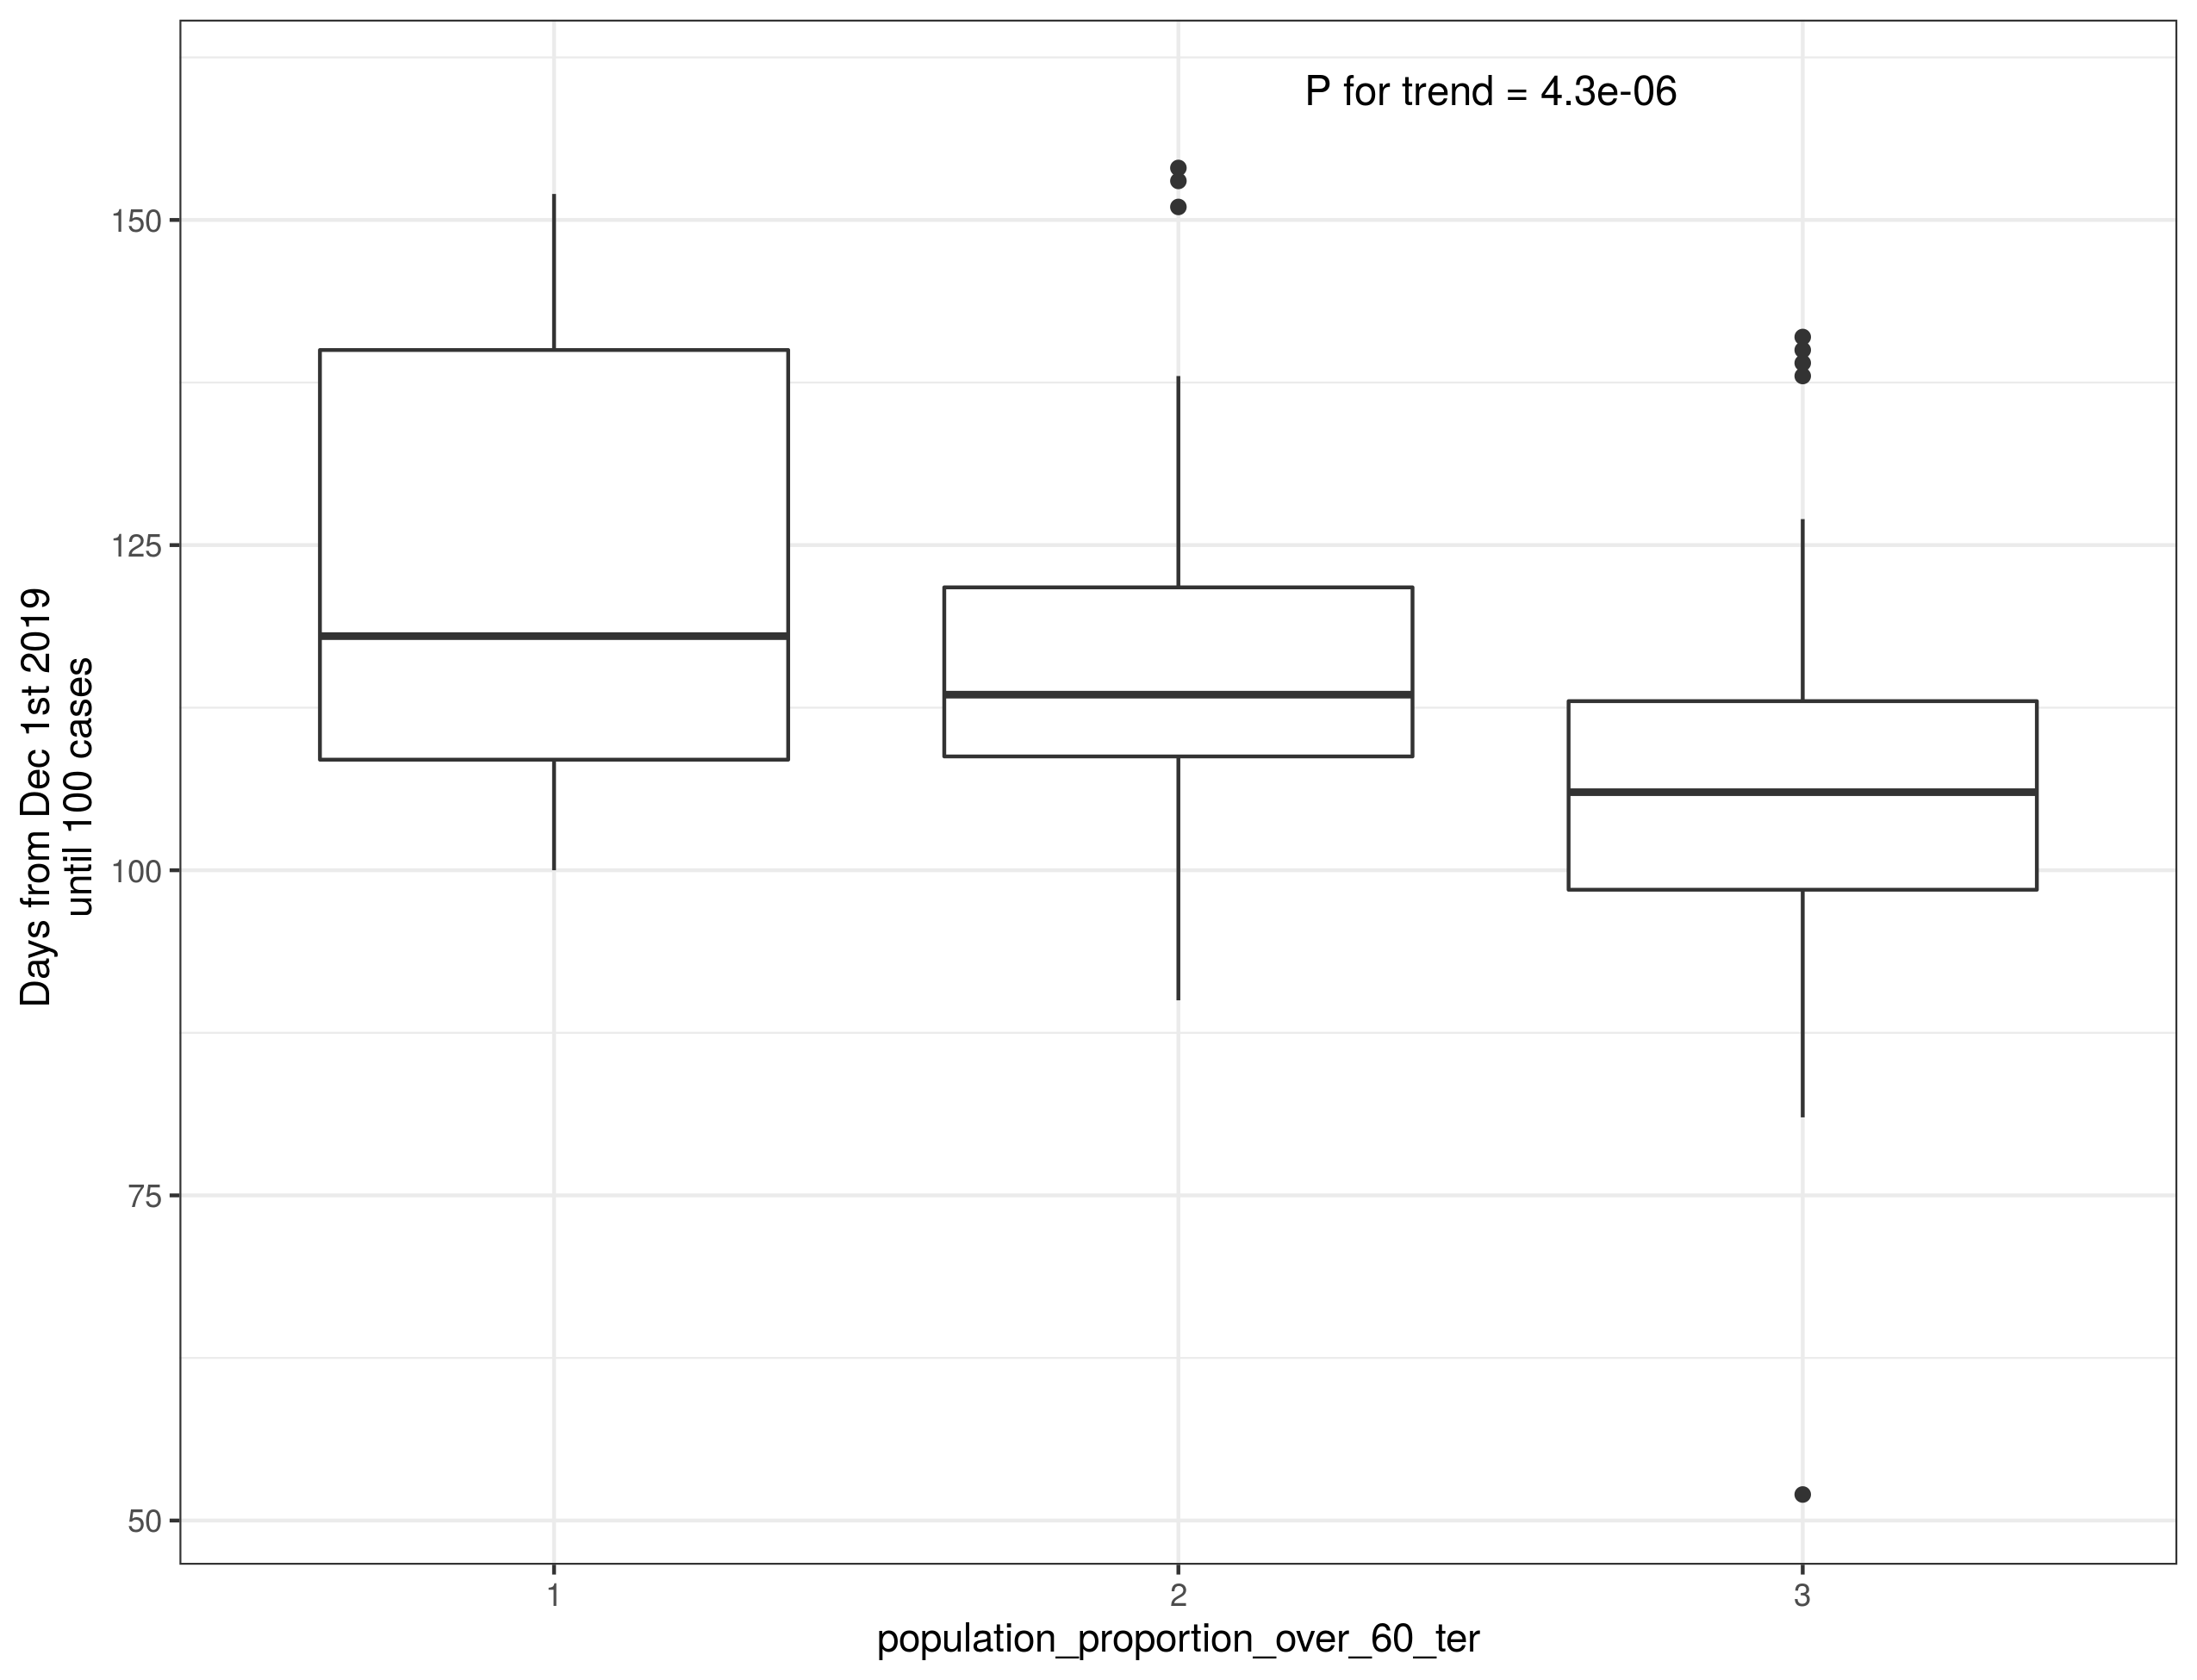 P for trend = 4.3e-06
Days from Dec 1st 2019
until 100 cases
150
125
100
75
50
1
2
3
population_proportion_over_60_ter